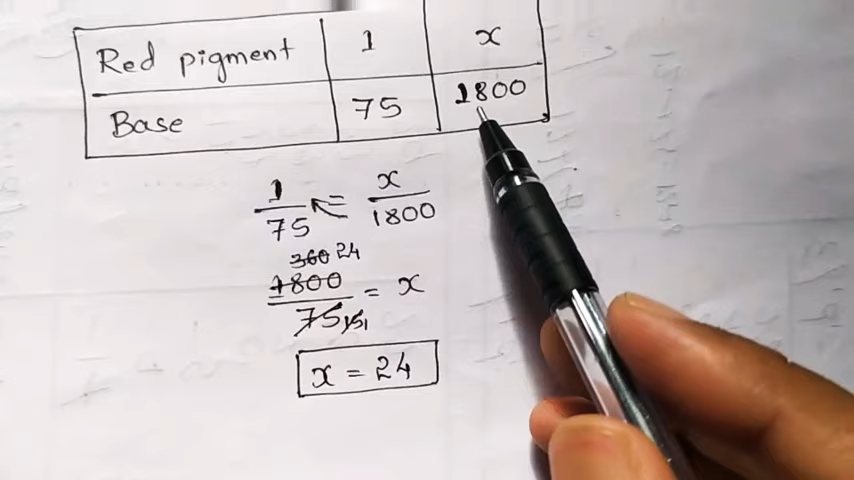 Red pigment 1 x
Base 75 1800
1/75 = x/1800
360 24
1800/75 15 1 = x
x = 24